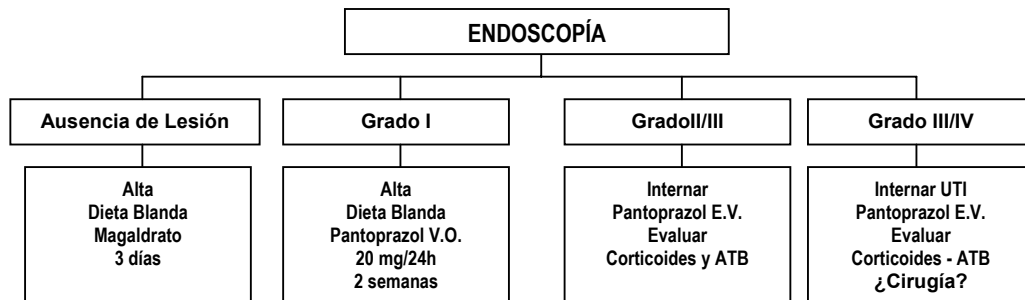 ENDOSCOPÍA
Ausencia de Lesión
Grado I
GradoII/III
Grado III/IV
Alta
Dieta Blanda
Magaldrato
3 días
Alta
Dieta Blanda
Pantoprazol V.O.
20 mg/24h
2 semanas
Internar
Pantoprazol E.V.
Evaluar
Corticoides y ATB
Internar UTI
Pantoprazol E.V.
Evaluar
Corticoides - ATB
¿Cirugía?